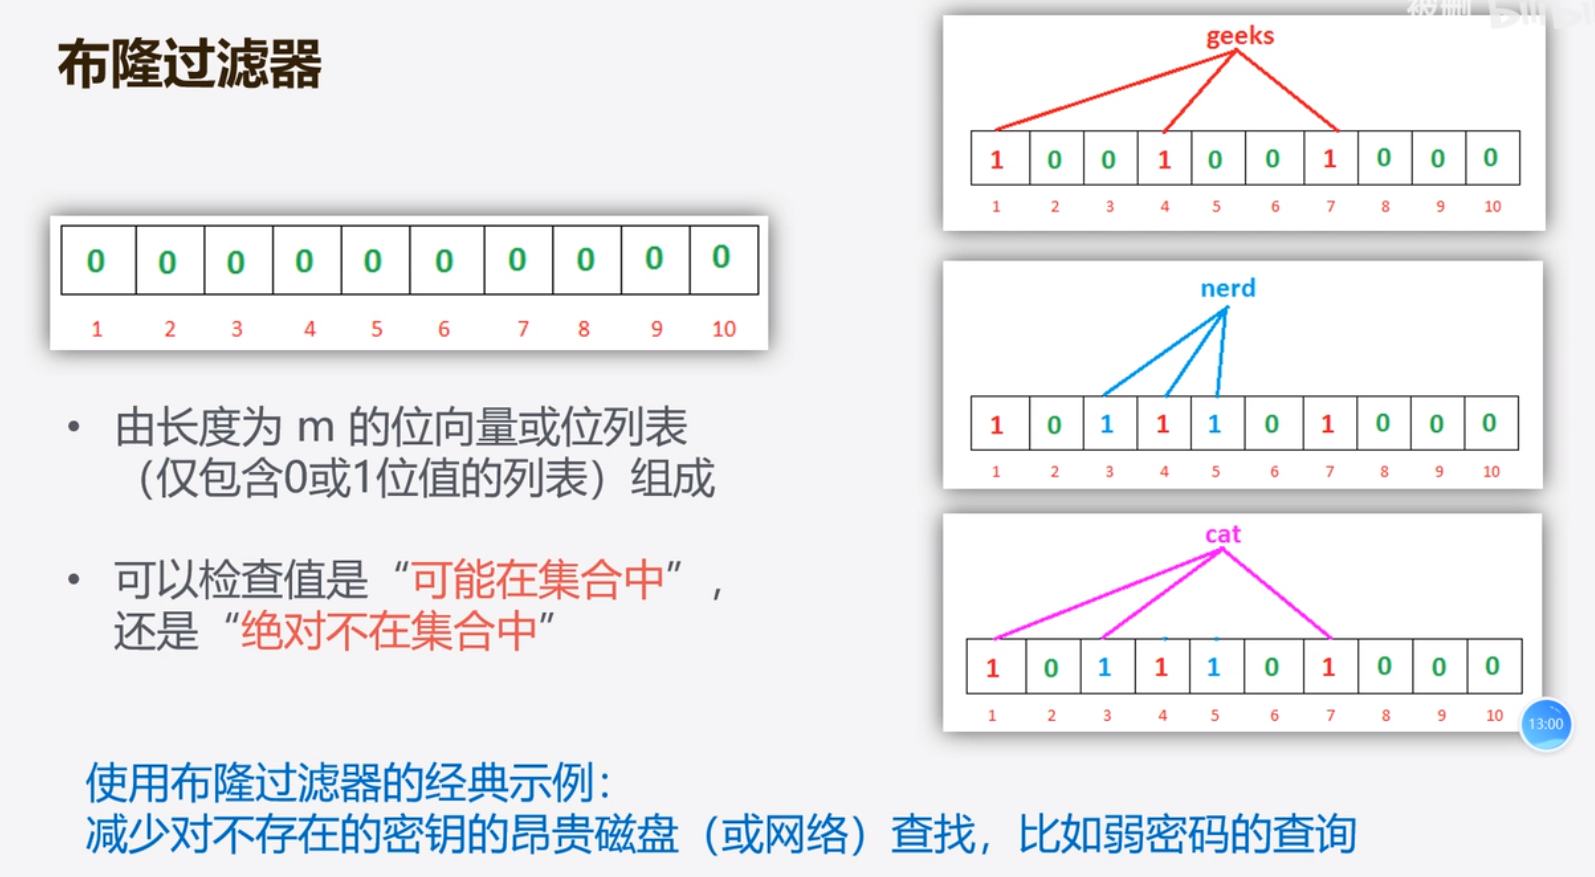 布隆过滤器
0 0 0 0 0 0 0 0 0 0
1 2 3 4 5 6 7 8 9 10
• 由长度为 m 的位向量或位列表
（仅包含0或1位值的列表）组成
• 可以检查值是“可能在集合中”，
还是“绝对不在集合中”
使用布隆过滤器的经典示例：
减少对不存在的密钥的昂贵磁盘（或网络）查找，比如弱密码的查询
geeks
1 0 0 1 0 0 1 0 0 0
1 2 3 4 5 6 7 8 9 10
nerd
1 0 1 1 1 0 1 0 0 0
1 2 3 4 5 6 7 8 9 10
cat
1 0 1 1 1 0 1 0 0 0
1 2 3 4 5 6 7 8 9 10
13:00